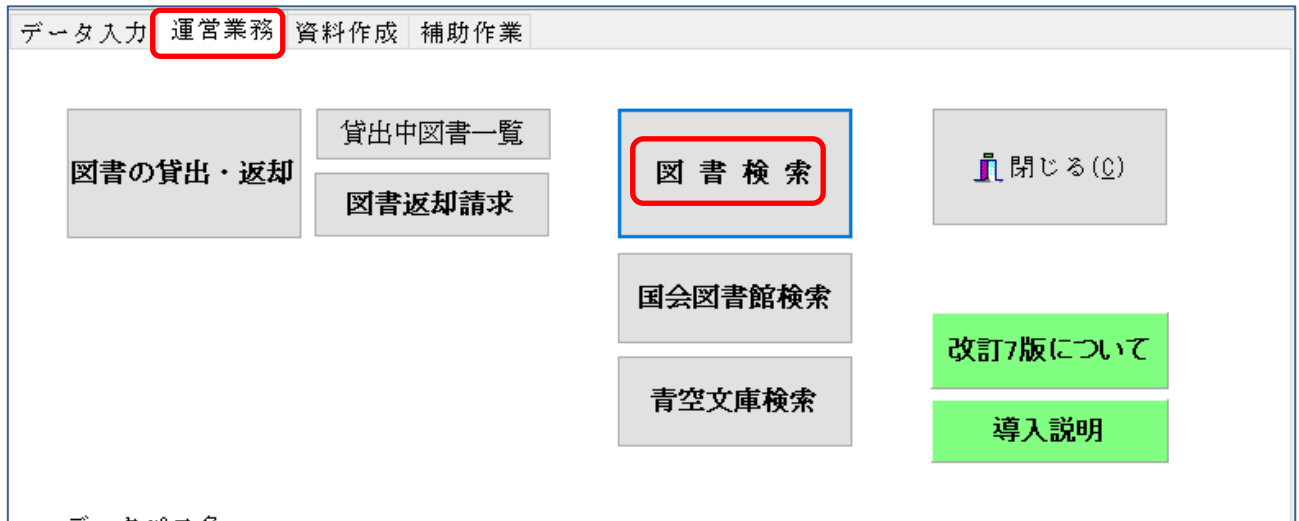 データ入力 運営業務 資料作成 補助作業
図書の貸出・返却
貸出中図書一覧
図書返却請求
図 書 検 索
国会図書館検索
青空文庫検索
閉じる(C)
改訂7版について
導入説明